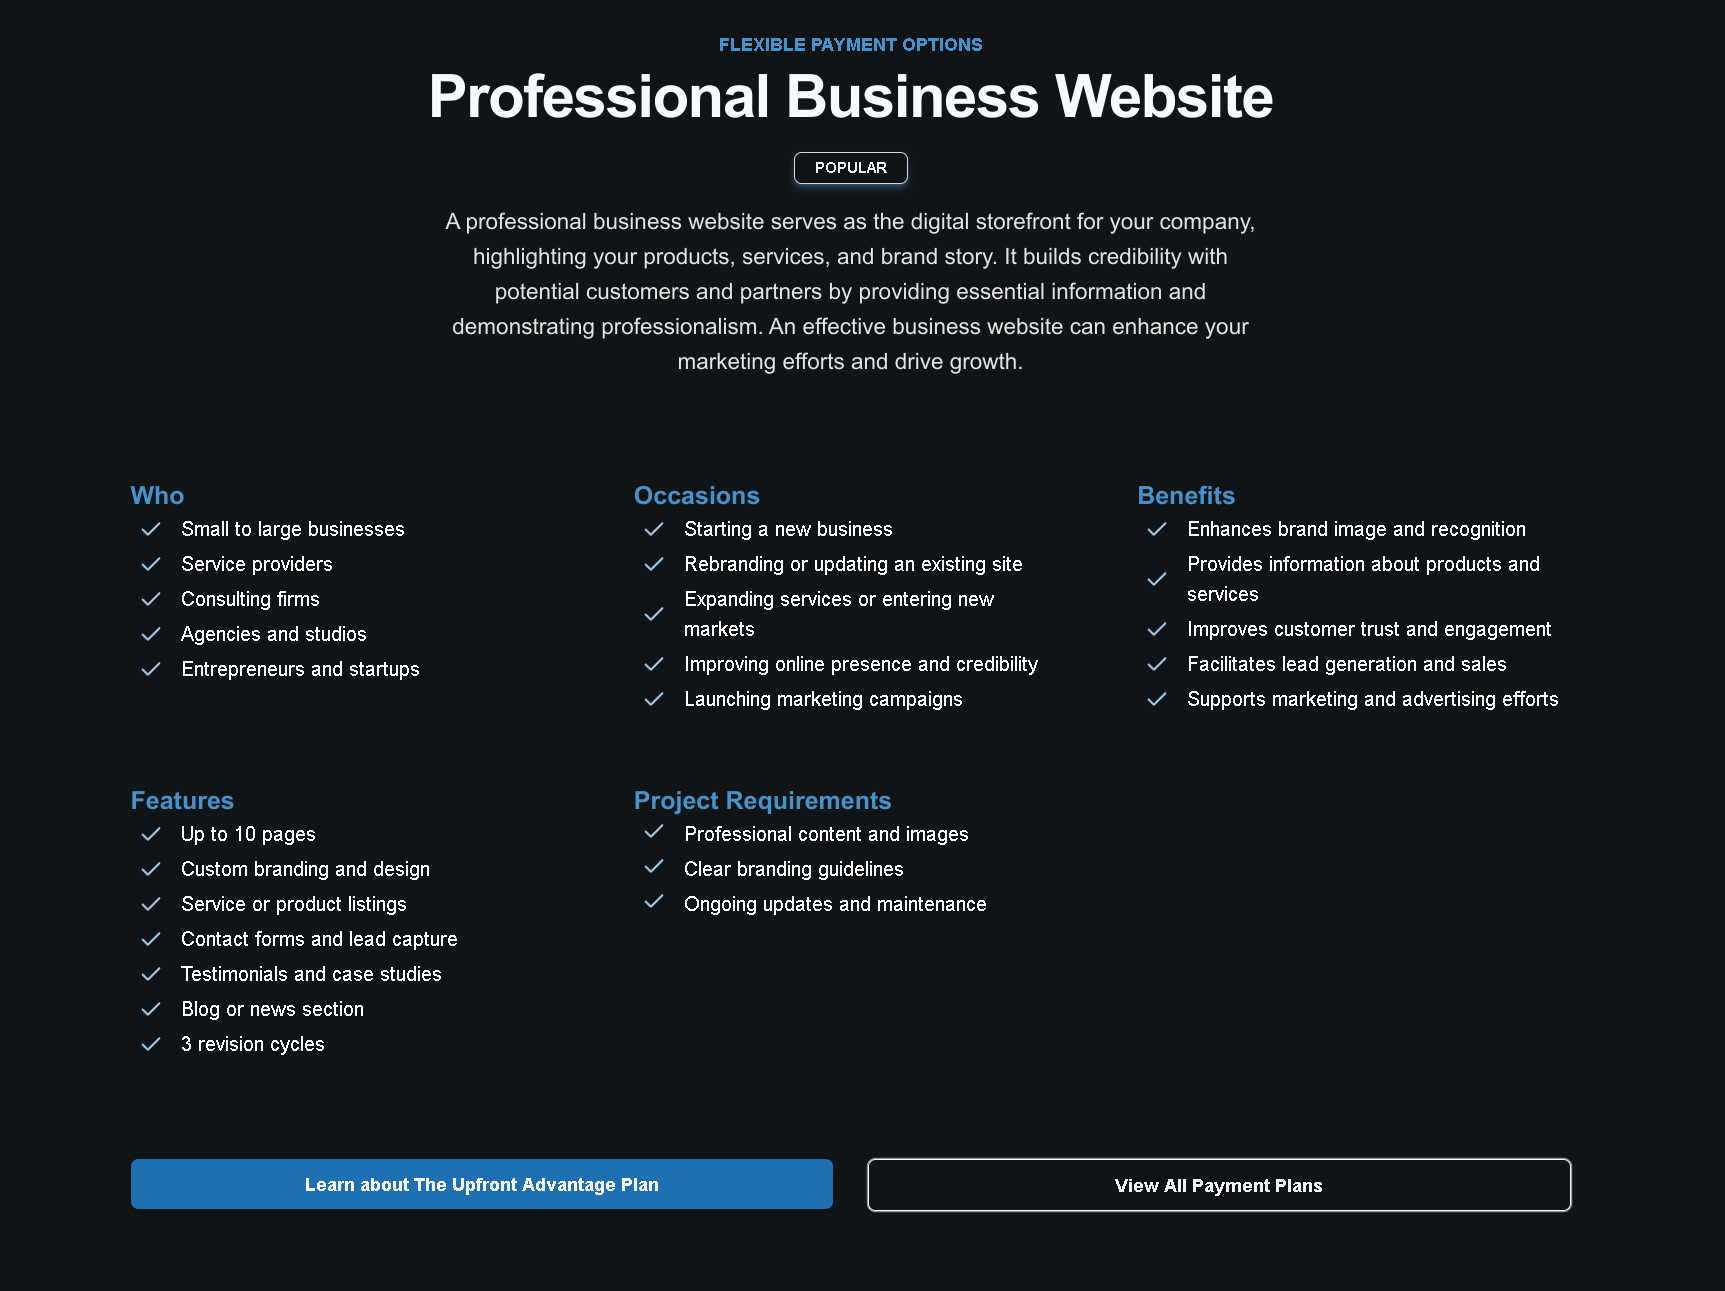 FLEXIBLE PAYMENT OPTIONS
Professional Business Website
POPULAR
A professional business website serves as the digital storefront for your company,
highlighting your products, services, and brand story. It builds credibility with
potential customers and partners by providing essential information and
demonstrating professionalism. An effective business website can enhance your
marketing efforts and drive growth.
Who
Small to large businesses
Service providers
Consulting firms
Agencies and studios
Entrepreneurs and startups
Occasions
Starting a new business
Rebranding or updating an existing site
Expanding services or entering new
markets
Improving online presence and credibility
Launching marketing campaigns
Benefits
Enhances brand image and recognition
Provides information about products and
services
Improves customer trust and engagement
Facilitates lead generation and sales
Supports marketing and advertising efforts
Features
Up to 10 pages
Custom branding and design
Service or product listings
Contact forms and lead capture
Testimonials and case studies
Blog or news section
3 revision cycles
Project Requirements
Professional content and images
Clear branding guidelines
Ongoing updates and maintenance
Learn about The Upfront Advantage Plan
View All Payment Plans